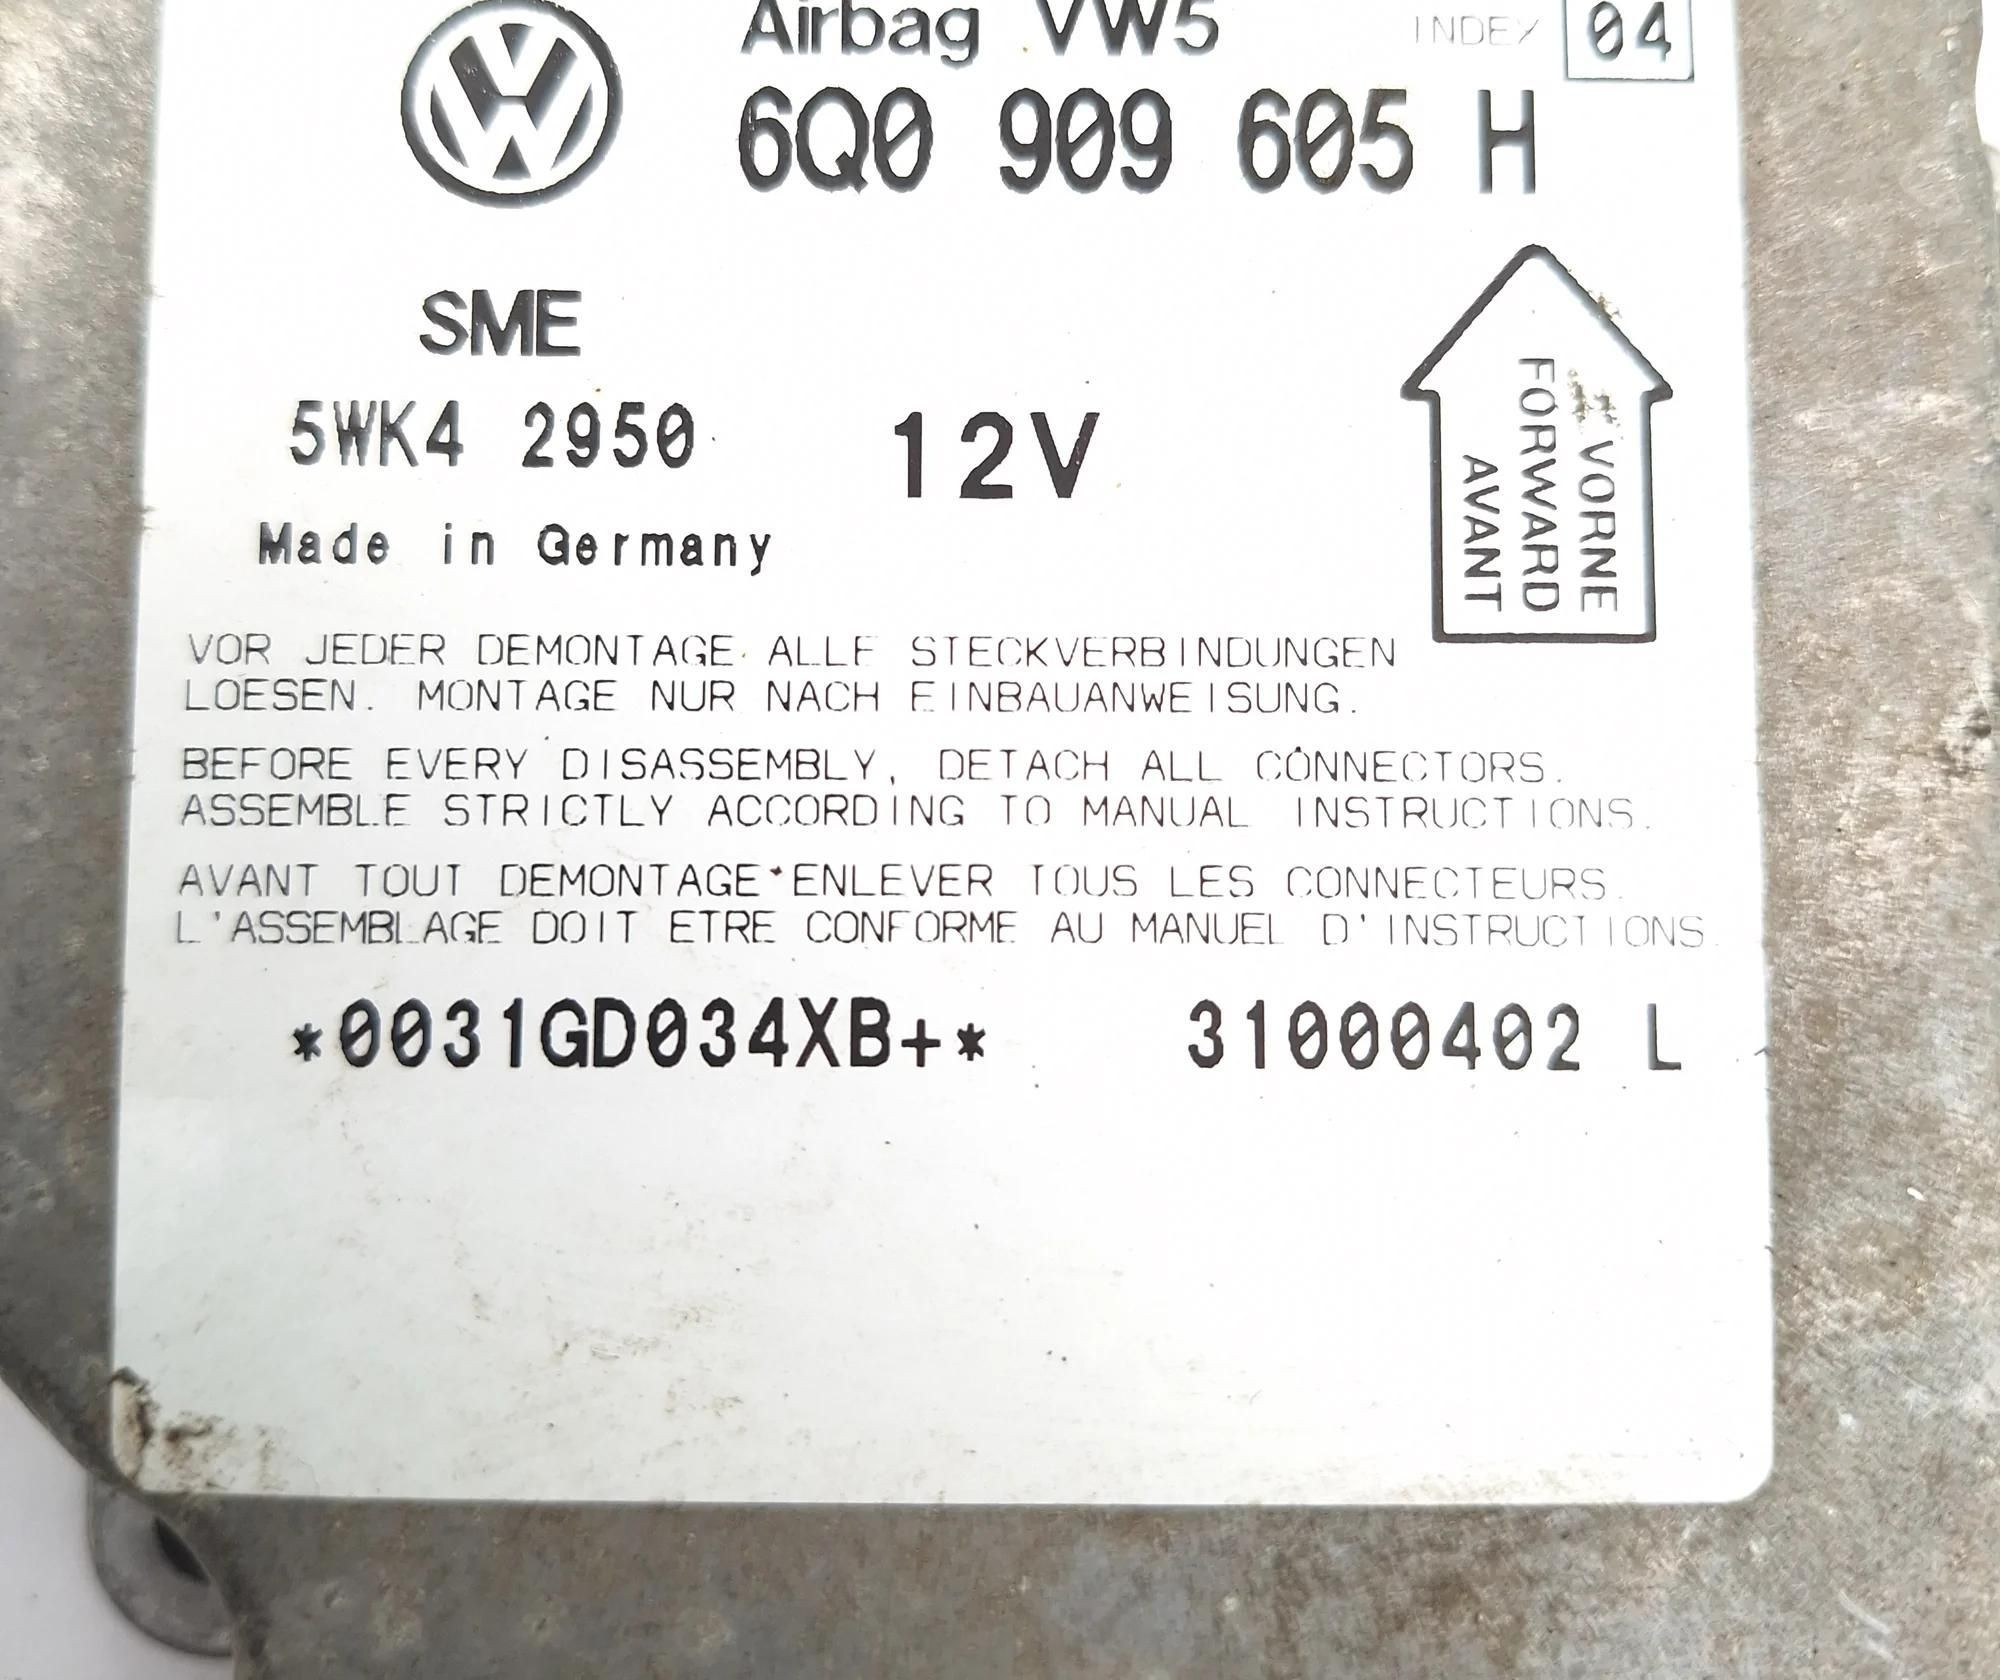 Airbag VW5 INDEX 04
6Q0 909 605 H
SME
5WK4 2950 12V
Made in Germany
VORNE
FORWARD
AVANT
VOR JEDER DEMONTAGE ALLE STECKVERBINDUNGEN
LOESEN. MONTAGE NUR NACH EINBAUANWEISUNG.
BEFORE EVERY DISASSEMBLY, DETACH ALL CONNECTORS.
ASSEMBLE STRICTLY ACCORDING TO MANUAL INSTRUCTIONS.
AVANT TOUT DEMONTAGE ENLEVER TOUS LES CONNECTEURS.
L'ASSEMBLAGE DOIT ETRE CONFORME AU MANUEL D'INSTRUCTIONS.
*0031GD034XB+* 31000402 L